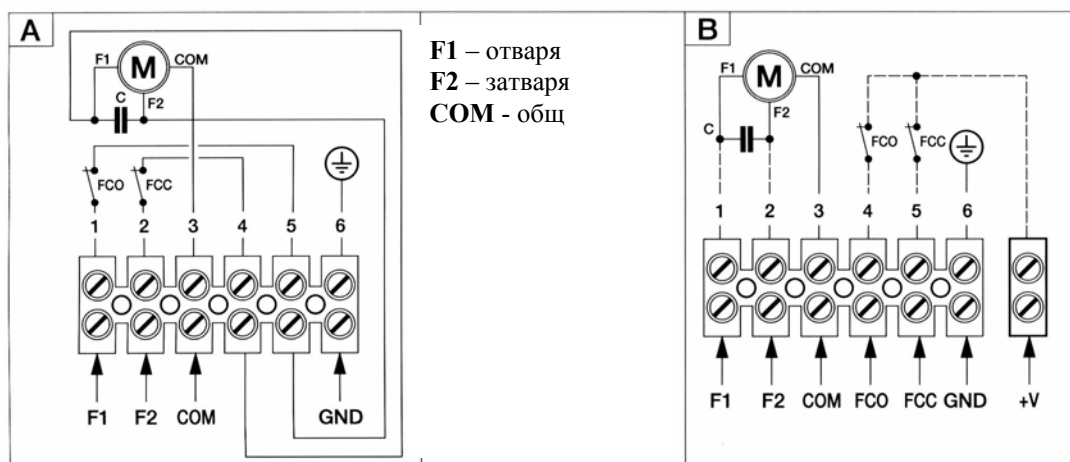 A
F1
COM
M
C
F2
FCO
FCC
1 2 3 4 5 6
F1 F2 COM GND
F1 – отваря
F2 – затваря
COM - общ
B
F1
COM
M
F2
C
FCO
FCC
1 2 3 4 5 6
F1 F2 COM FCO FCC GND +V